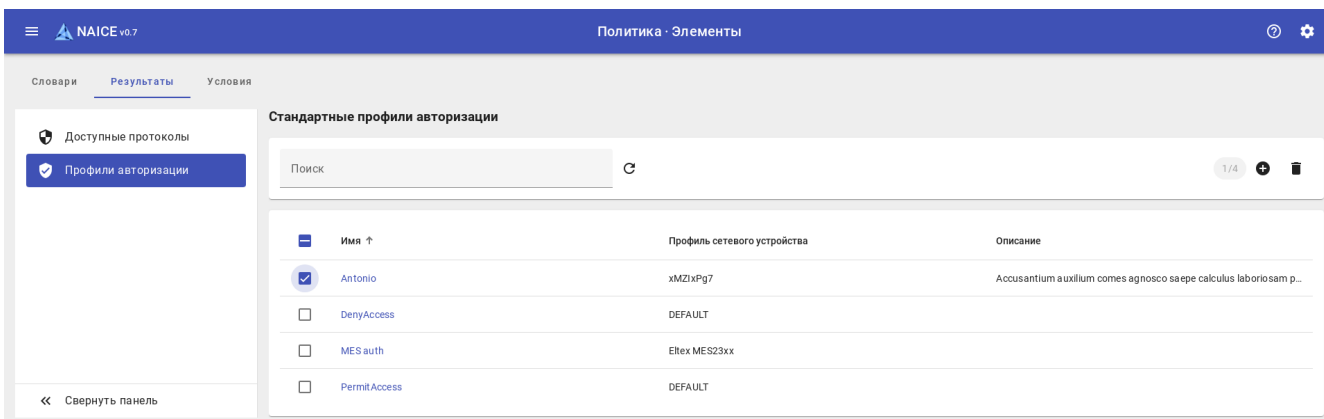 NAICE v0.7
Политика · Элементы
Словари Результаты Условия
Доступные протоколы
Профили авторизации
Свернуть панель
Стандартные профили авторизации
Поиск
1/4
Имя ↑ Профиль сетевого устройства Описание
Antonio xMZIxPg7 Accusantium auxilium comes agnosco saepe calculus laboriosam p...
DenyAccess DEFAULT
MES auth Eltex MES23xx
PermitAccess DEFAULT